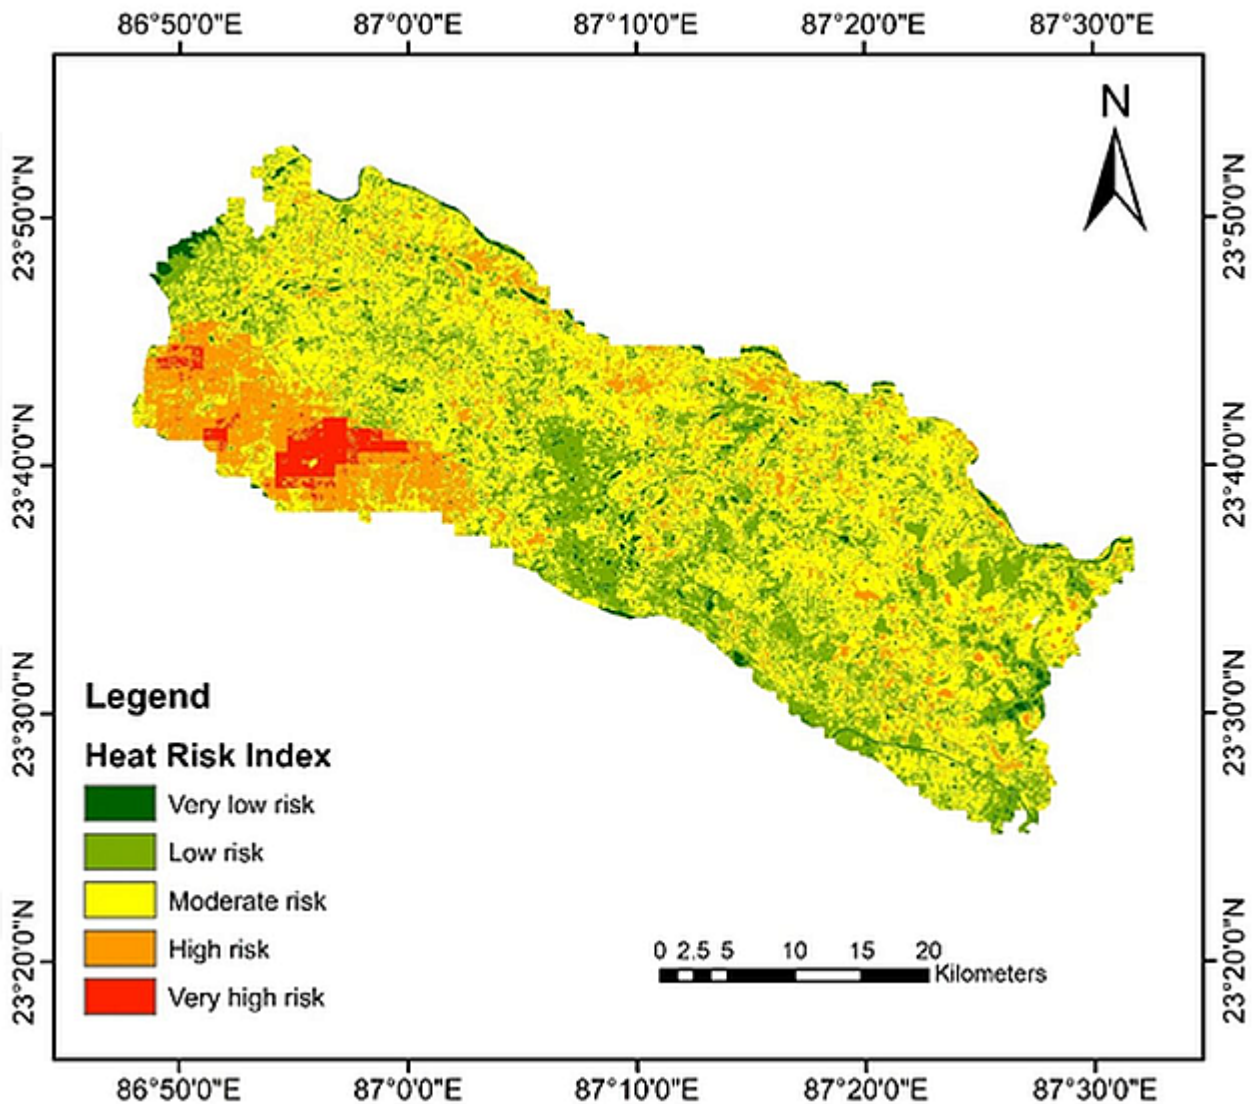 86°50'0"E 87°0'0"E 87°10'0"E 87°20'0"E 87°30'0"E
N
23°50'0"N 23°50'0"N
23°40'0"N 23°40'0"N
23°30'0"N 23°30'0"N
23°20'0"N 23°20'0"N
Legend
Heat Risk Index
Very low risk
Low risk
Moderate risk
High risk
Very high risk
0 2.5 5 10 15 20
Kilometers
86°50'0"E 87°0'0"E 87°10'0"E 87°20'0"E 87°30'0"E